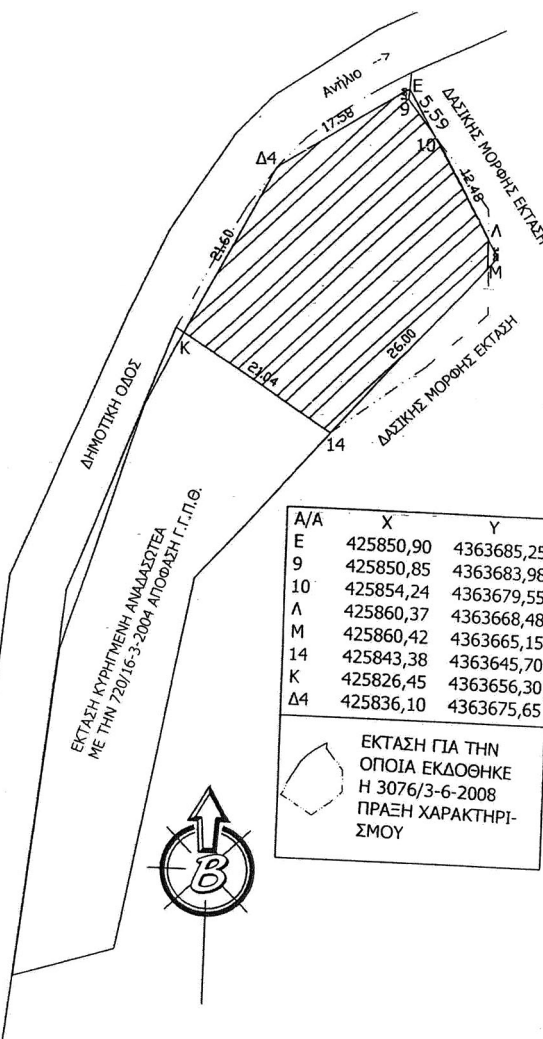 Ανήλιο -->
E
ΔΑΣΙΚΗΣ ΜΟΡΦΗΣ ΕΚΤΑΣΗ
5,59
9
17.58
10
Δ4
12.48
Λ
M
21.60
ΔΑΣΙΚΗΣ ΜΟΡΦΗΣ ΕΚΤΑΣΗ
26.00
K
21.04
14
ΔΗΜΟΤΙΚΗ ΟΔΟΣ
ΕΚΤΑΣΗ ΚΥΡΗΓΜΕΝΗ ΑΝΑΔΑΣΩΤΕΑ
ΜΕ ΤΗΝ 720/16-3-2004 ΑΠΟΦΑΣΗ Γ.Γ.Π.Θ.
Α/Α X Y
E 425850,90 4363685,25
9 425850,85 4363683,98
10 425854,24 4363679,55
Λ 425860,37 4363668,48
M 425860,42 4363665,15
14 425843,38 4363645,70
K 425826,45 4363656,30
Δ4 425836,10 4363675,65
ΕΚΤΑΣΗ ΓΙΑ ΤΗΝ
ΟΠΟΙΑ ΕΚΔΟΘΗΚΕ
Η 3076/3-6-2008
ΠΡΑΞΗ ΧΑΡΑΚΤΗΡΙ-
ΣΜΟΥ
B